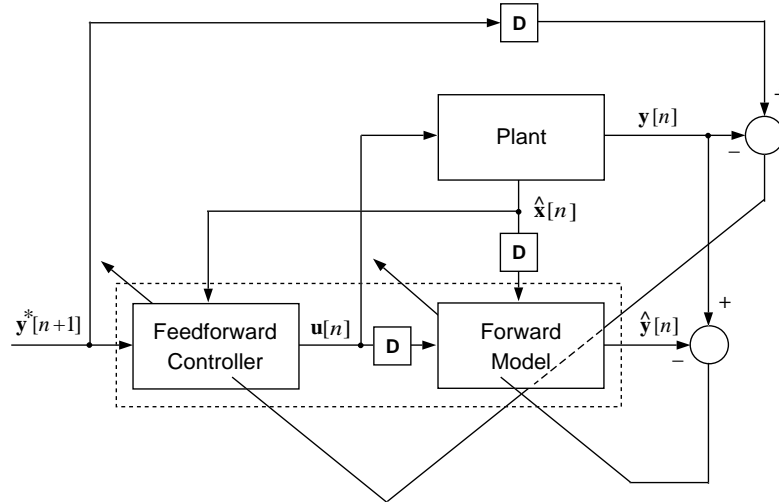 D
+
Plant
y[n]
−
x̂[n]
D
y*[n+1]
Feedforward
Controller
u[n]
D
Forward
Model
ŷ[n]
+
−